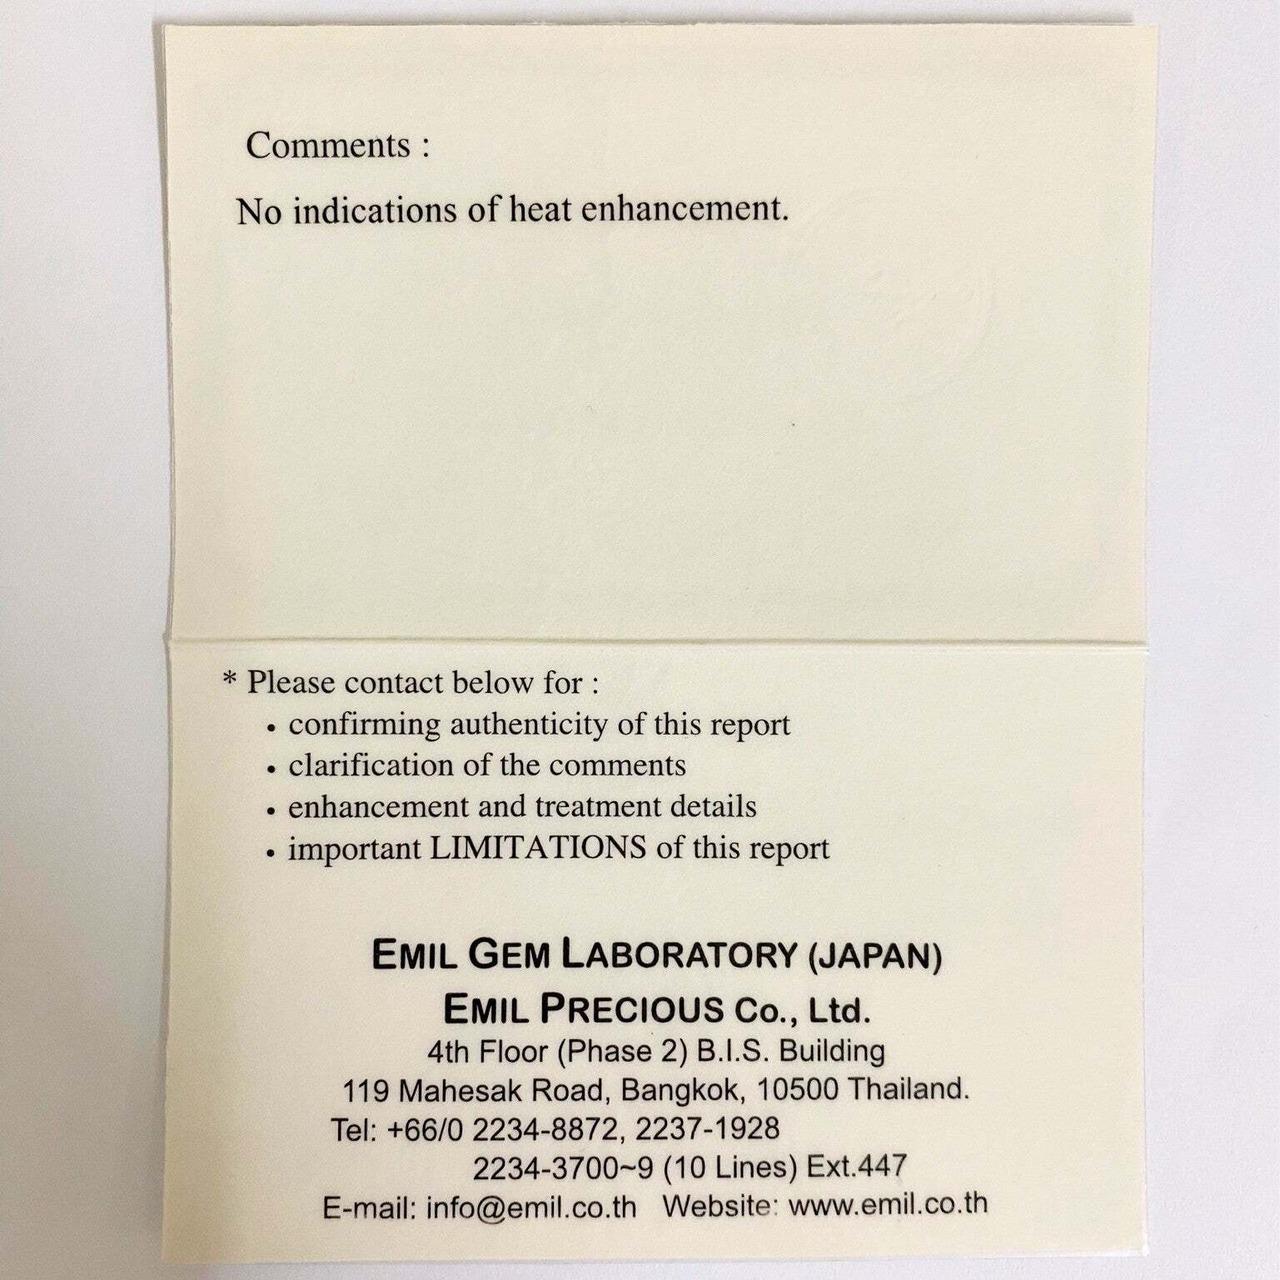 Comments :
No indications of heat enhancement.
* Please contact below for :
• confirming authenticity of this report
• clarification of the comments
• enhancement and treatment details
• important LIMITATIONS of this report
EMIL GEM LABORATORY (JAPAN)
EMIL PRECIOUS Co., Ltd.
4th Floor (Phase 2) B.I.S. Building
119 Mahesak Road, Bangkok, 10500 Thailand.
Tel: +66/0 2234-8872, 2237-1928
2234-3700~9 (10 Lines) Ext.447
E-mail: info@emil.co.th   Website: www.emil.co.th